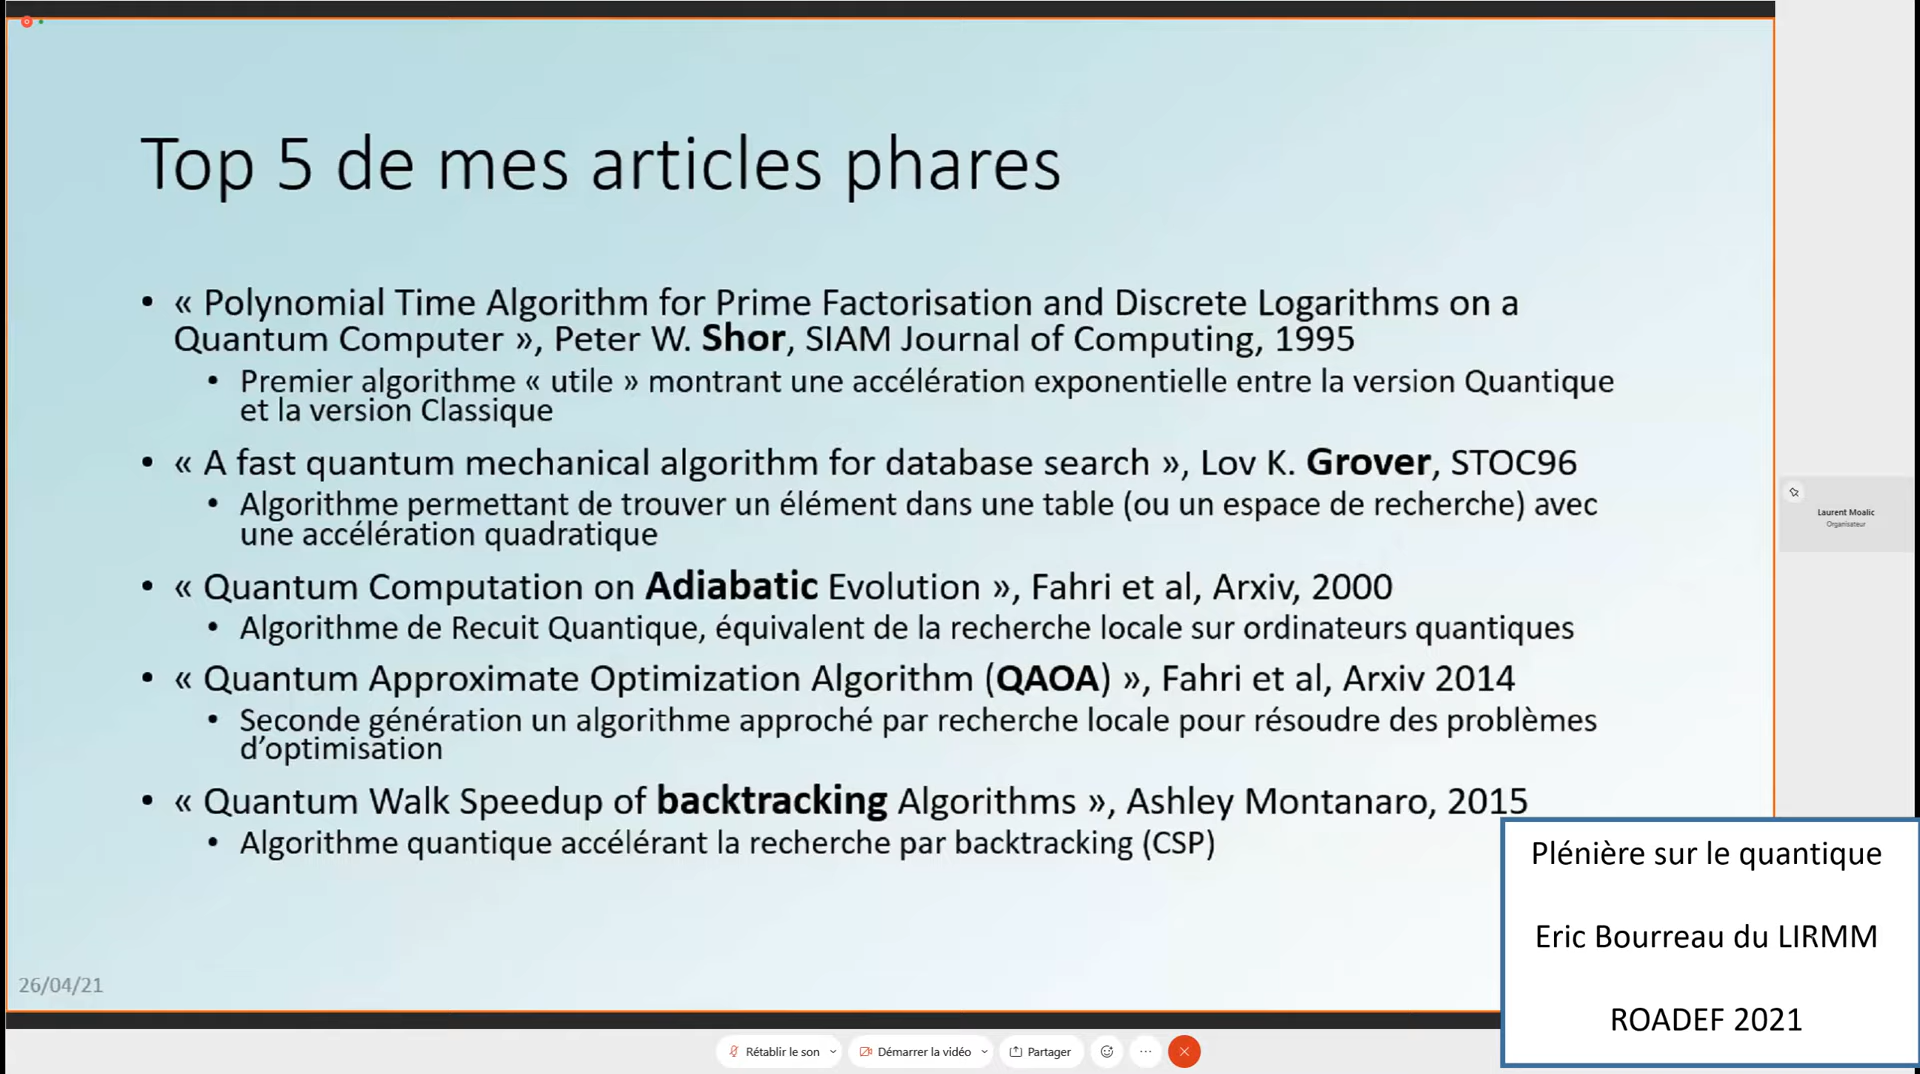 Top 5 de mes articles phares
• « Polynomial Time Algorithm for Prime Factorisation and Discrete Logarithms on a
Quantum Computer », Peter W. Shor, SIAM Journal of Computing, 1995
• Premier algorithme « utile » montrant une accélération exponentielle entre la version Quantique
et la version Classique
• « A fast quantum mechanical algorithm for database search », Lov K. Grover, STOC96
• Algorithme permettant de trouver un élément dans une table (ou un espace de recherche) avec
une accélération quadratique
• « Quantum Computation on Adiabatic Evolution », Fahri et al, Arxiv, 2000
• Algorithme de Recuit Quantique, équivalent de la recherche locale sur ordinateurs quantiques
• « Quantum Approximate Optimization Algorithm (QAOA) », Fahri et al, Arxiv 2014
• Seconde génération un algorithme approché par recherche locale pour résoudre des problèmes
d’optimisation
• « Quantum Walk Speedup of backtracking Algorithms », Ashley Montanaro, 2015
• Algorithme quantique accélérant la recherche par backtracking (CSP)
26/04/21
Laurent Moalic
Organisateur
Plénière sur le quantique
Eric Bourreau du LIRMM
ROADEF 2021
Rétablir le son
Démarrer la vidéo
Partager